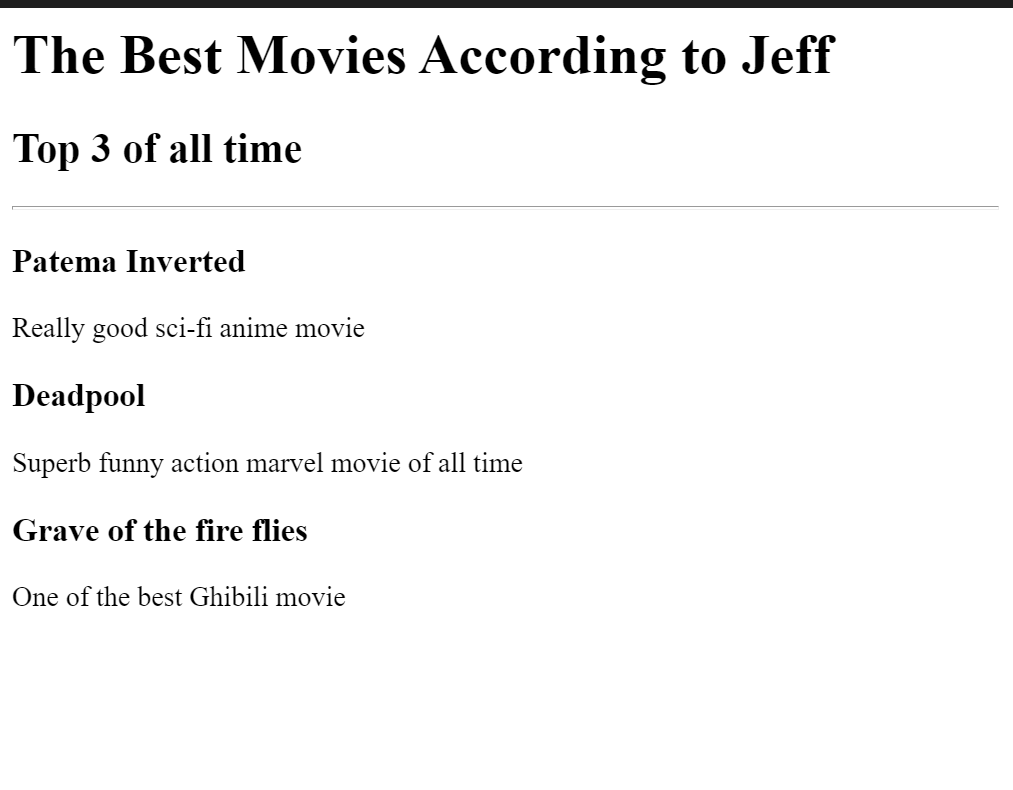 The Best Movies According to Jeff
Top 3 of all time
Patema Inverted
Really good sci-fi anime movie
Deadpool
Superb funny action marvel movie of all time
Grave of the fire flies
One of the best Ghibili movie